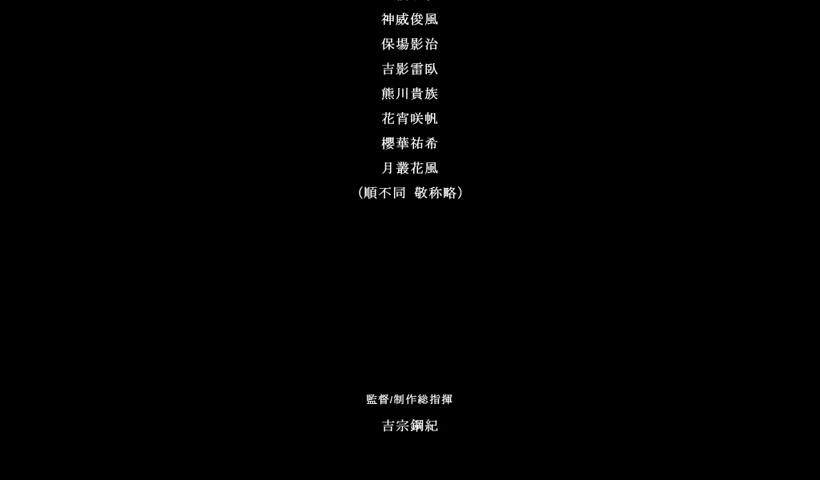 神威俊風
保場影治
吉影雷臥
熊川貴族
花宵咲帆
櫻華祐希
月叢花風
（順不同 敬称略）
監督/制作総指揮
吉宗鋼紀